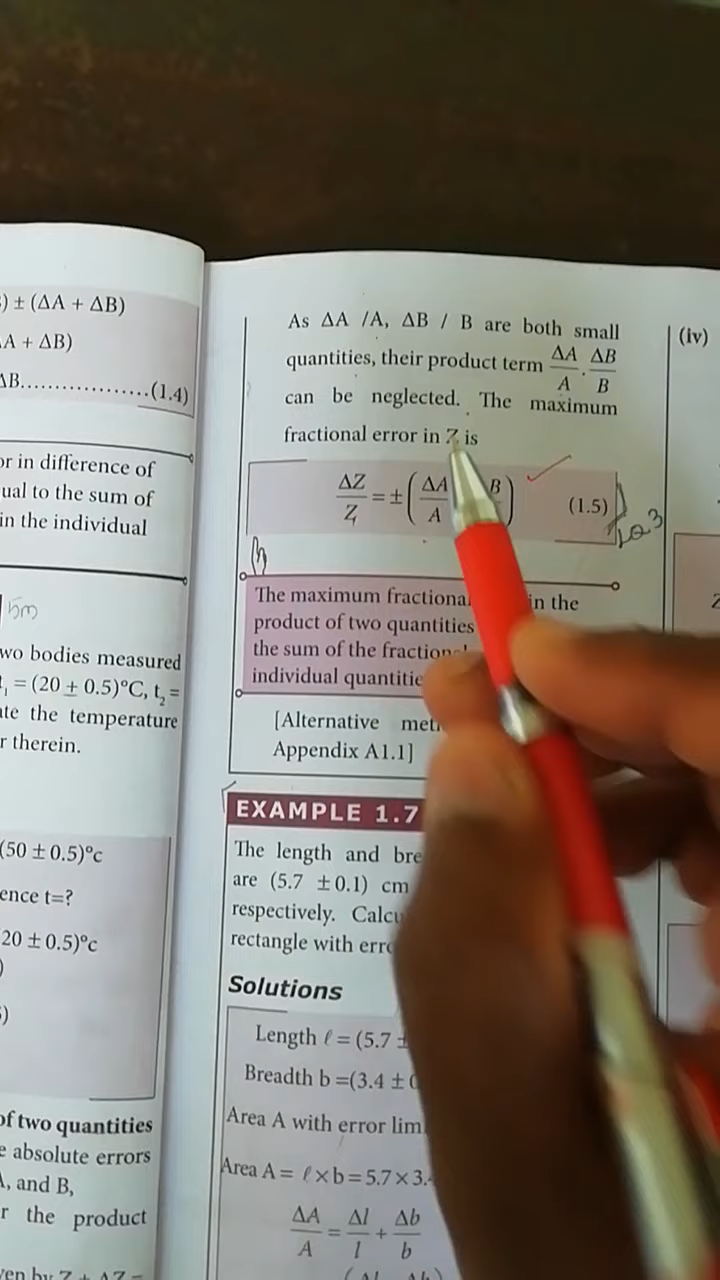 ) ± (ΔA + ΔB)
A + ΔB)
ΔB..................(1.4)
or in difference of
ual to the sum of
in the individual
5m
wo bodies measured
t₁ = (20 ± 0.5)°C, t₂ =
ate the temperature
r therein.
(50 ± 0.5)°c
ence t=?
20 ± 0.5)°c
)
)
of two quantities
e absolute errors
A, and B,
r the product
As ΔA /A, ΔB / B are both small
quantities, their product term ΔA/A · ΔB/B
can be neglected. The maximum
fractional error in Z is
ΔZ/Z = ± (ΔA/A B ) (1.5)
The maximum fractional in the
product of two quantities
the sum of the fraction
individual quantitie
[Alternative met
Appendix A1.1]
EXAMPLE 1.7
The length and bre
are (5.7 ±0.1) cm
respectively. Calcu
rectangle with erro
Solutions
Length ℓ = (5.7 ±
Breadth b =(3.4 ± 0
Area A with error lim
Area A = ℓ × b = 5.7 × 3.
ΔA/A = Δl/l + Δb/b
(iv)